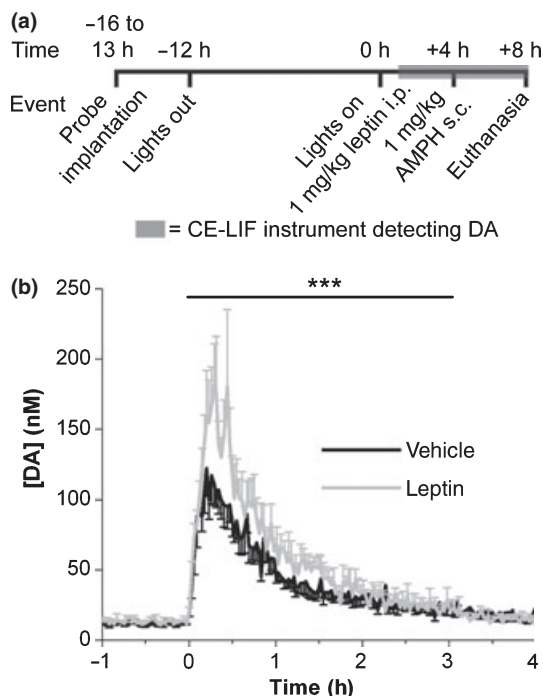 (a)
−16 to
Time 13 h −12 h 0 h +4 h +8 h
Event Probe implantation Lights out Lights on 1 mg/kg leptin i.p. 1 mg/kg AMPH s.c. Euthanasia
= CE-LIF instrument detecting DA
(b)
***
250
200
150
100
50
0
[DA] (nM)
Vehicle
Leptin
−1 0 1 2 3 4
Time (h)